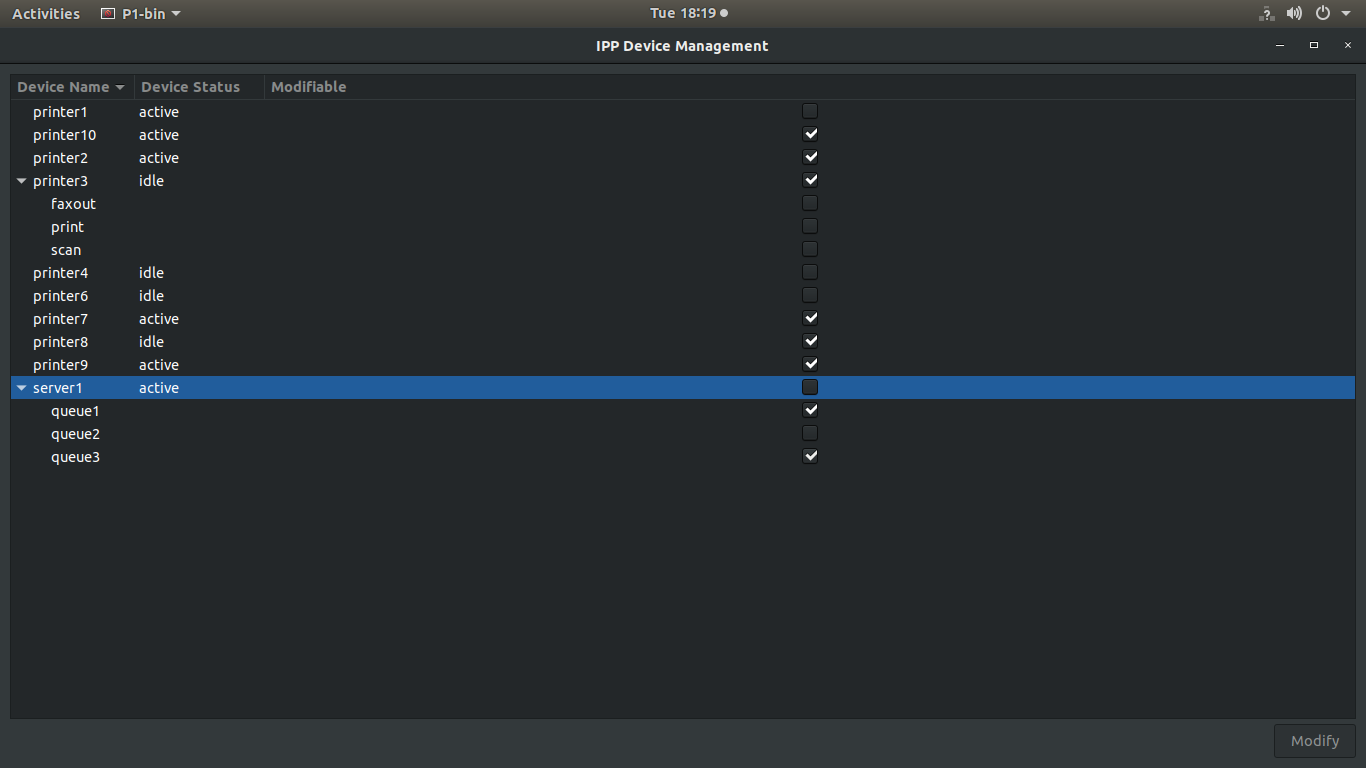 Activities P1-bin Tue 18:19
IPP Device Management
Device Name Device Status Modifiable
printer1 active
printer10 active
printer2 active
printer3 idle
faxout
print
scan
printer4 idle
printer6 idle
printer7 active
printer8 idle
printer9 active
server1 active
queue1
queue2
queue3
Modify